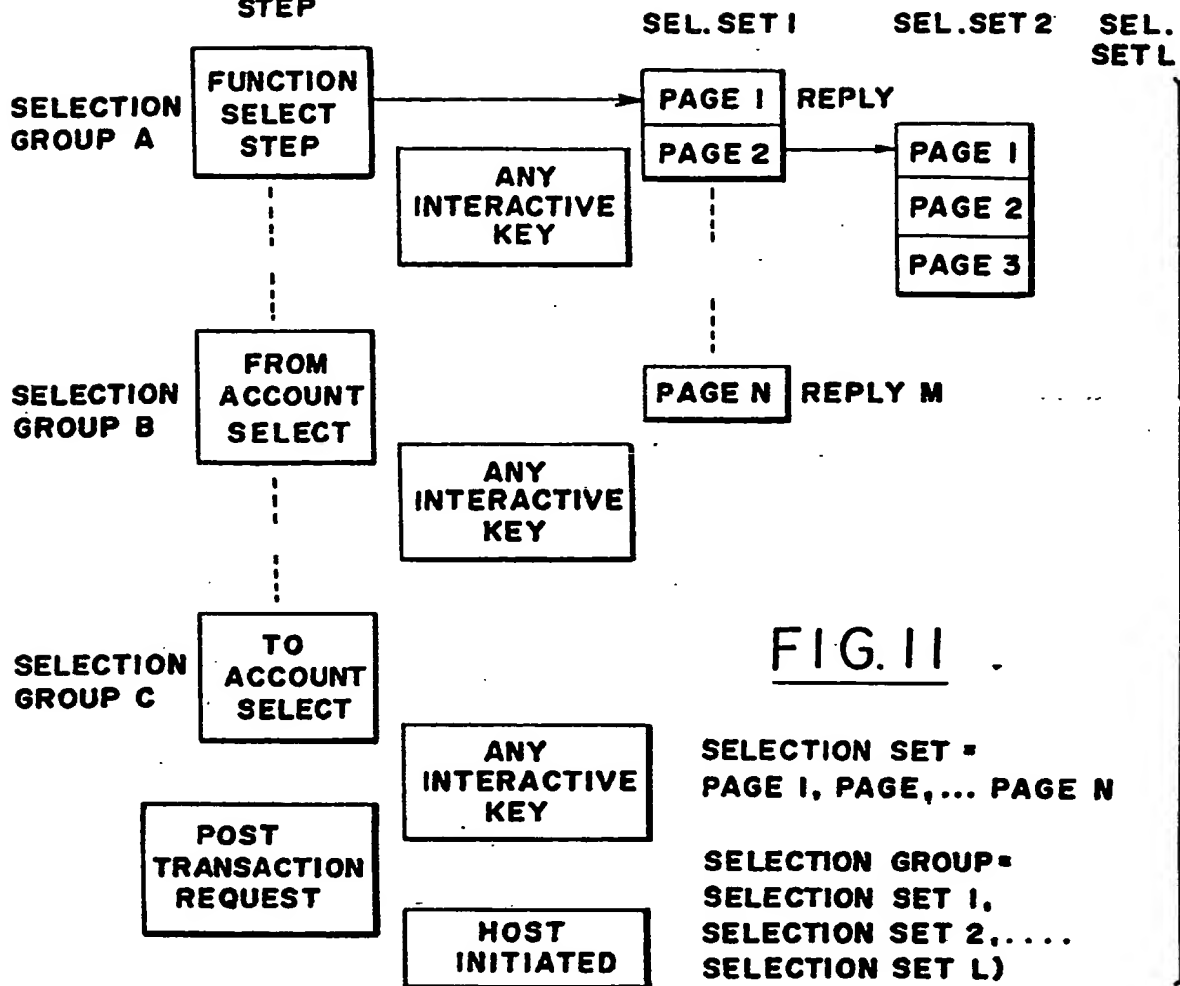 STEP
SEL. SET 1
SEL. SET 2
SEL.
SET L
SELECTION
GROUP A
FUNCTION
SELECT
STEP
PAGE 1
REPLY
PAGE 2
ANY
INTERACTIVE
KEY
PAGE 1
PAGE 2
PAGE 3
SELECTION
GROUP B
FROM
ACCOUNT
SELECT
PAGE N
REPLY M
ANY
INTERACTIVE
KEY
SELECTION
GROUP C
TO
ACCOUNT
SELECT
FIG. 11
ANY
INTERACTIVE
KEY
SELECTION SET =
PAGE 1, PAGE,... PAGE N
POST
TRANSACTION
REQUEST
SELECTION GROUP=
SELECTION SET 1,
SELECTION SET 2,....
SELECTION SET L)
HOST
INITIATED